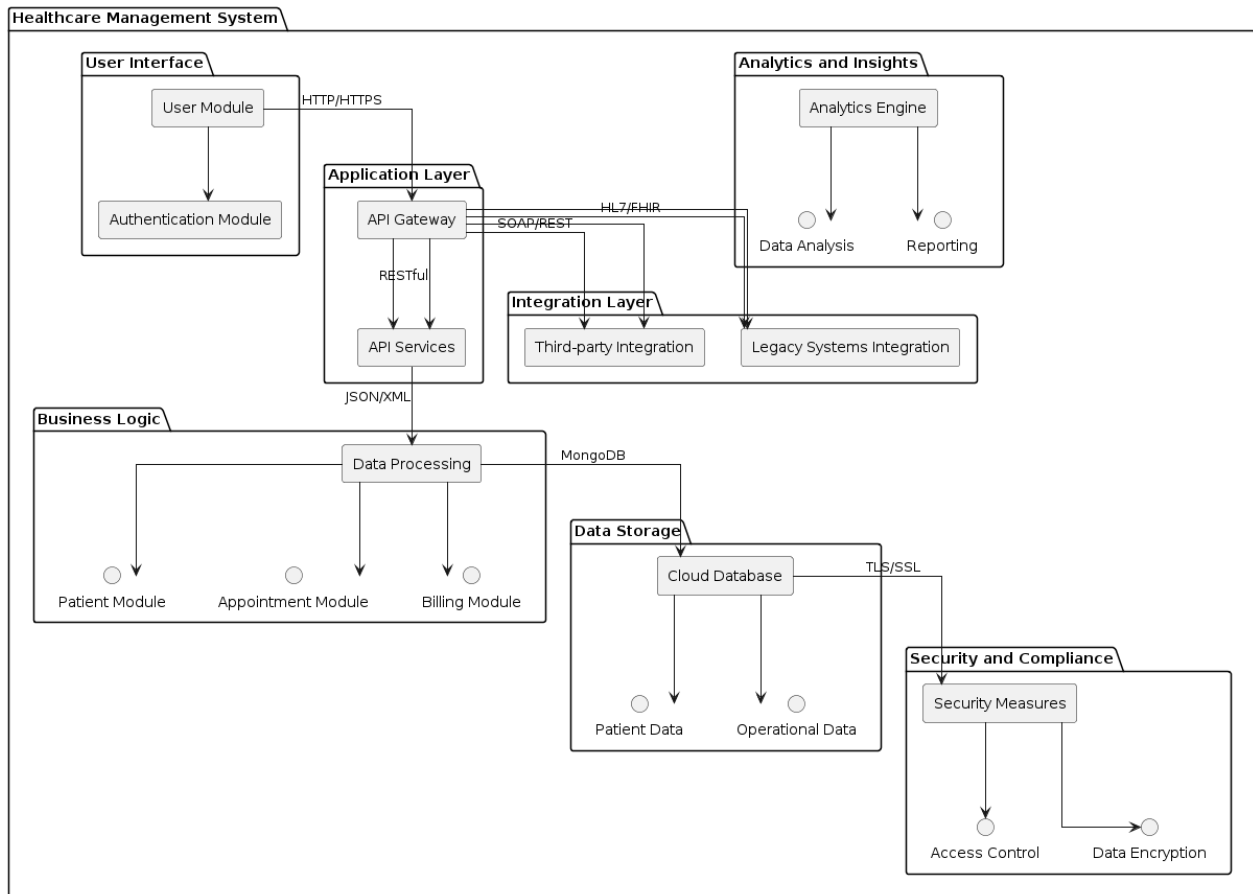 Healthcare Management System
User Interface
Analytics and Insights
User Module
HTTP/HTTPS
Analytics Engine
Application Layer
Authentication Module
API Gateway
HL7/FHIR
SOAP/REST
Data Analysis
Reporting
RESTful
Integration Layer
API Services
Third-party Integration
Legacy Systems Integration
JSON/XML
Business Logic
Data Processing
MongoDB
Data Storage
Cloud Database
TLS/SSL
Patient Module
Appointment Module
Billing Module
Security and Compliance
Security Measures
Patient Data
Operational Data
Access Control
Data Encryption